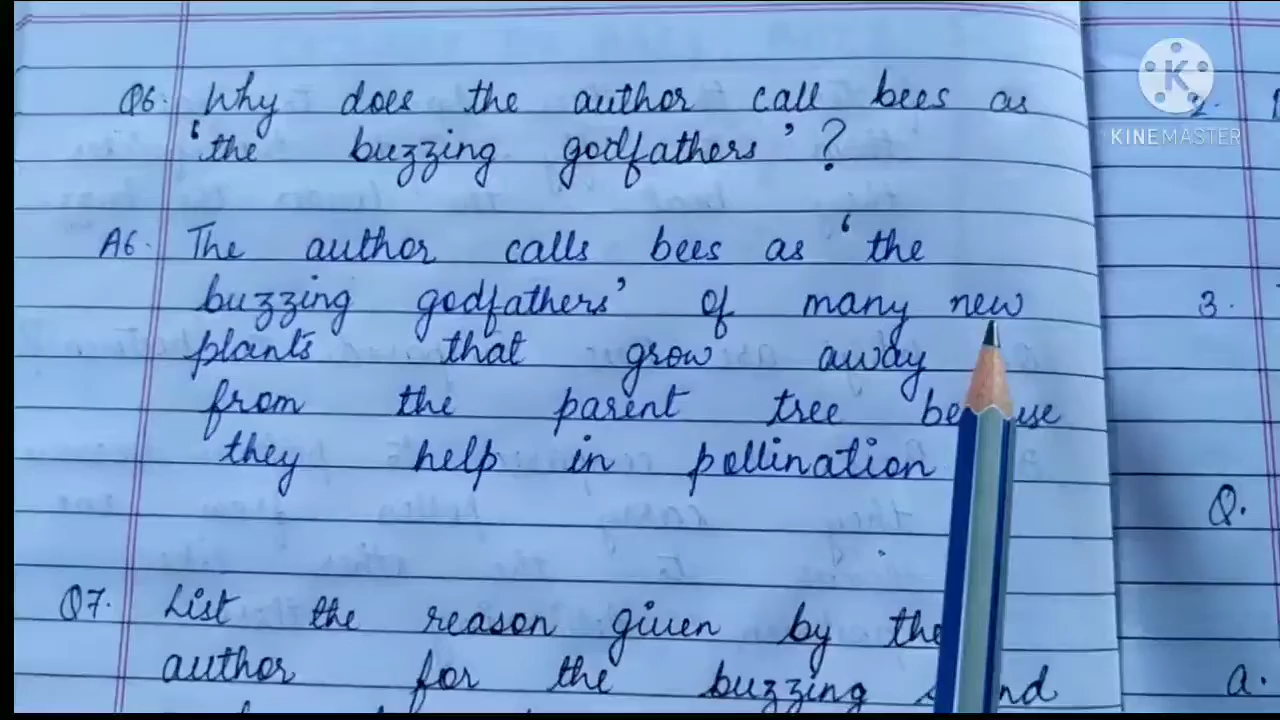 Q6. Why does the author call bees as
'the buzzing godfathers'?
A6. The author calls bees as 'the
buzzing godfathers' of many new
plants that grow away
from the parent tree
they help in pollination
Q7. List the reason given by the
author for the buzzing
KINEMASTER
2.
3.
Q.
a.